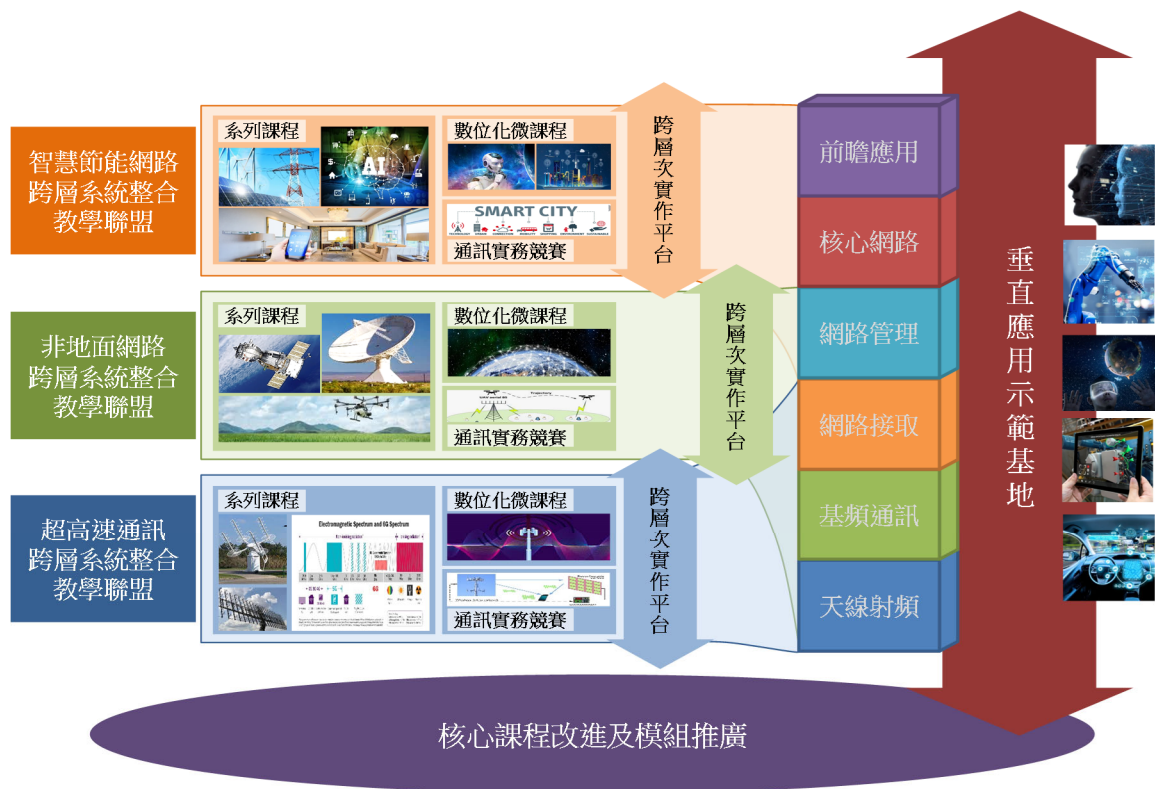 智慧節能網路
跨層系統整合
教學聯盟
系列課程
AI
數位化微課程
SMART CITY
通訊實務競賽
跨層次實作平台
非地面網路
跨層系統整合
教學聯盟
系列課程
數位化微課程
通訊實務競賽
跨層次實作平台
超高速通訊
跨層系統整合
教學聯盟
系列課程
Electromagnetic Spectrum and 6G Spectrum
數位化微課程
通訊實務競賽
跨層次實作平台
前瞻應用
核心網路
網路管理
網路接取
基頻通訊
天線射頻
垂直應用示範基地
核心課程改進及模組推廣